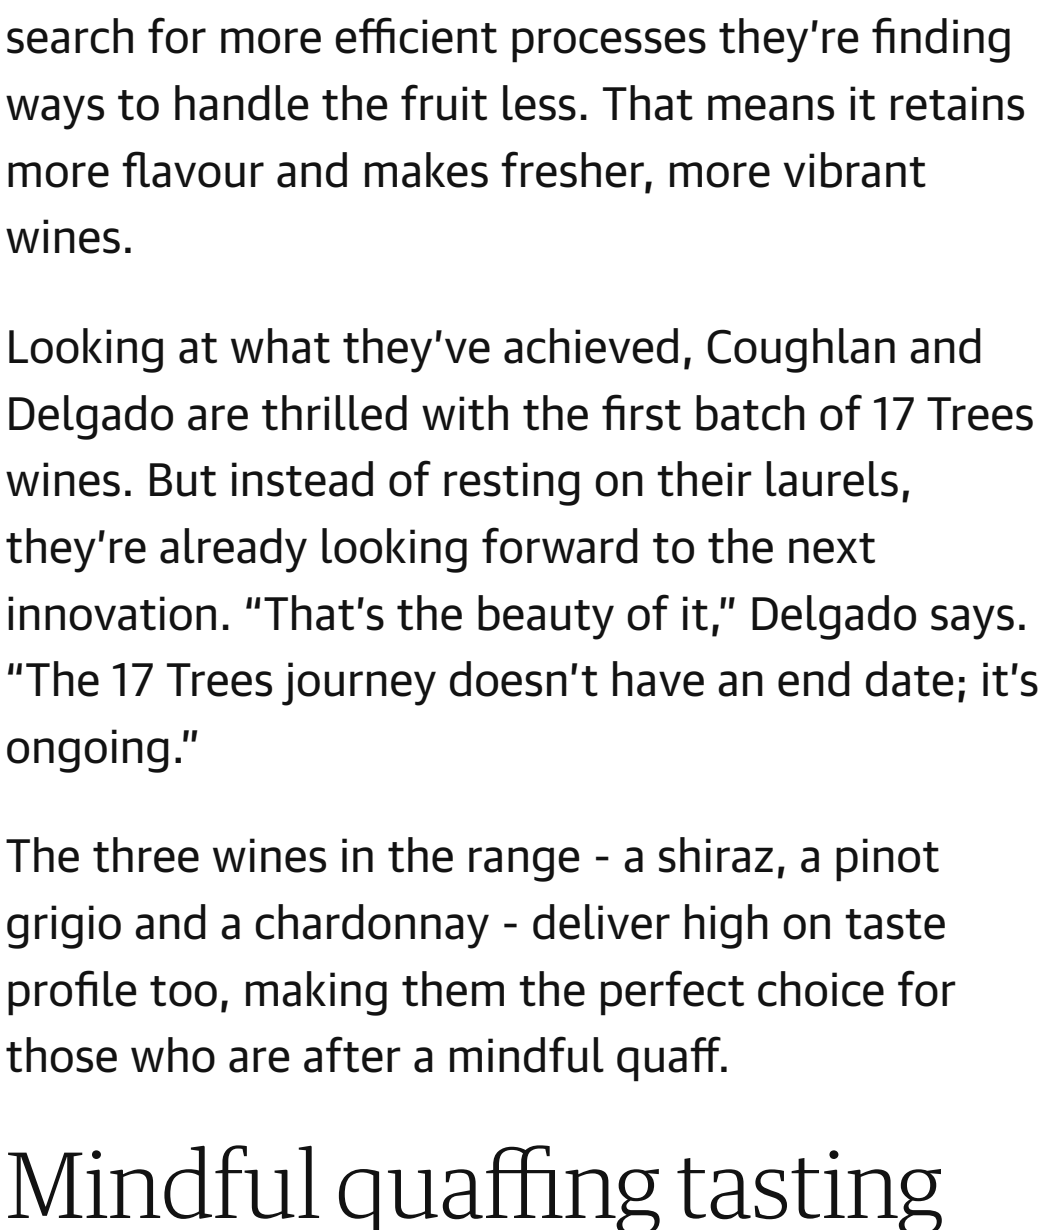 search for more efficient processes they’re finding
ways to handle the fruit less. That means it retains
more flavour and makes fresher, more vibrant
wines.
Looking at what they’ve achieved, Coughlan and
Delgado are thrilled with the first batch of 17 Trees
wines. But instead of resting on their laurels,
they’re already looking forward to the next
innovation. “That’s the beauty of it,” Delgado says.
“The 17 Trees journey doesn’t have an end date; it’s
ongoing.”
The three wines in the range - a shiraz, a pinot
grigio and a chardonnay - deliver high on taste
profile too, making them the perfect choice for
those who are after a mindful quaff.
Mindful quaffing tasting